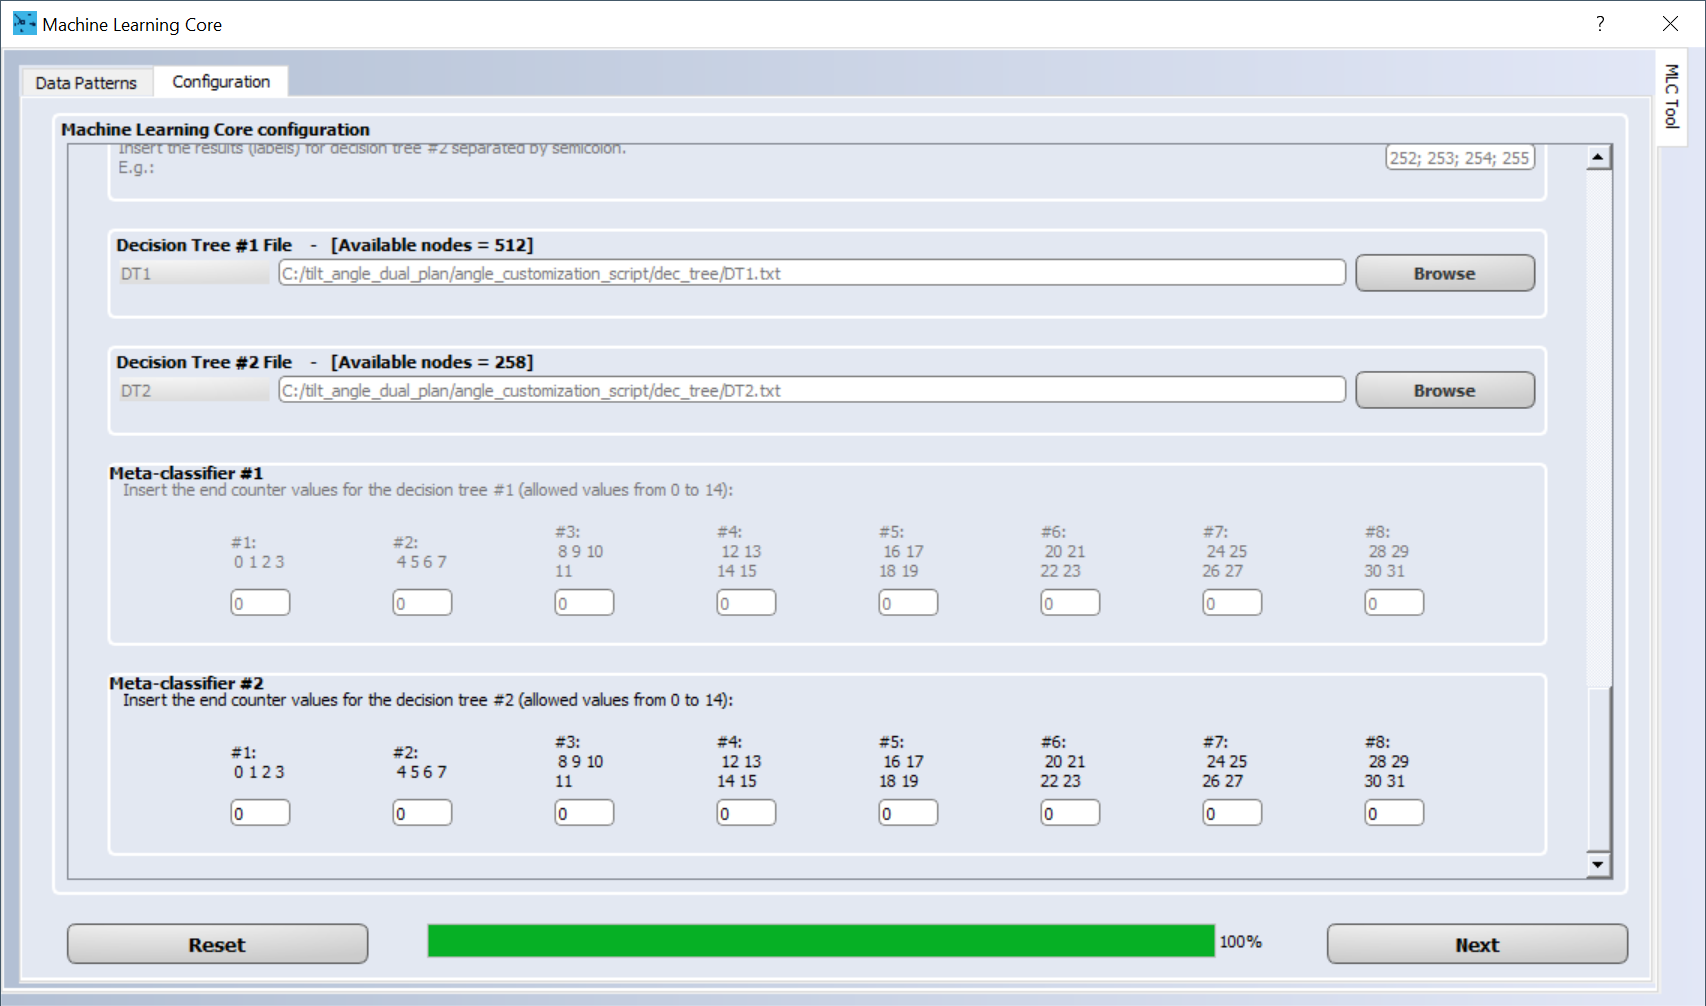 Machine Learning Core
?
MLC Tool
Data Patterns
Configuration
Machine Learning Core configuration
Insert the results (labels) for decision tree #2 separated by semicolon.
E.g.:
252; 253; 254; 255
Decision Tree #1 File - [Available nodes = 512]
DT1
C:/tilt_angle_dual_plan/angle_customization_script/dec_tree/DT1.txt
Browse
Decision Tree #2 File - [Available nodes = 258]
DT2
C:/tilt_angle_dual_plan/angle_customization_script/dec_tree/DT2.txt
Browse
Meta-classifier #1
Insert the end counter values for the decision tree #1 (allowed values from 0 to 14):
#1:
0 1 2 3
0
#2:
4 5 6 7
0
#3:
8 9 10
11
0
#4:
12 13
14 15
0
#5:
16 17
18 19
0
#6:
20 21
22 23
0
#7:
24 25
26 27
0
#8:
28 29
30 31
0
Meta-classifier #2
Insert the end counter values for the decision tree #2 (allowed values from 0 to 14):
#1:
0 1 2 3
0
#2:
4 5 6 7
0
#3:
8 9 10
11
0
#4:
12 13
14 15
0
#5:
16 17
18 19
0
#6:
20 21
22 23
0
#7:
24 25
26 27
0
#8:
28 29
30 31
0
Reset
100%
Next